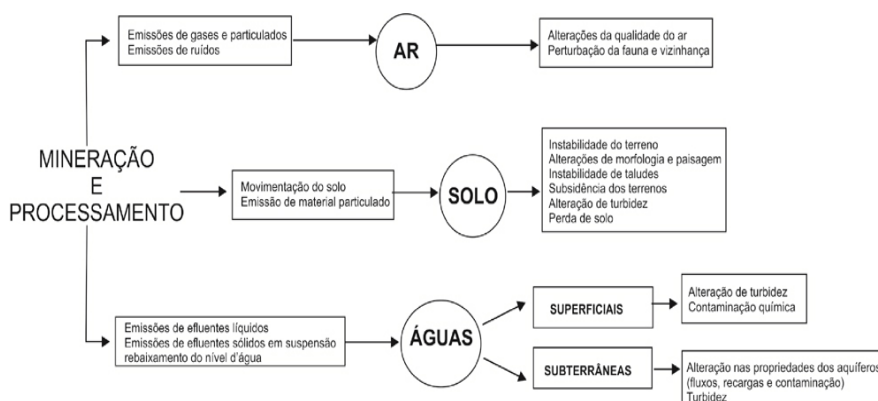 Emissões de gases e particulados
Emissões de ruídos
AR
Alterações da qualidade do ar
Perturbação da fauna e vizinhança
MINERAÇÃO
E
PROCESSAMENTO
Movimentação do solo
Emissão de material particulado
SOLO
Instabilidade do terreno
Alterações de morfologia e paisagem
Instabilidade de taludes
Subsidência dos terrenos
Alteração de turbidez
Perda de solo
Emissões de efluentes líquidos
Emissões de efluentes sólidos em suspensão
rebaixamento do nível d'água
ÁGUAS
SUPERFICIAIS
Alteração de turbidez
Contaminação química
SUBTERRÂNEAS
Alteração nas propriedades dos aquíferos
(fluxos, recargas e contaminação)
Turbidez